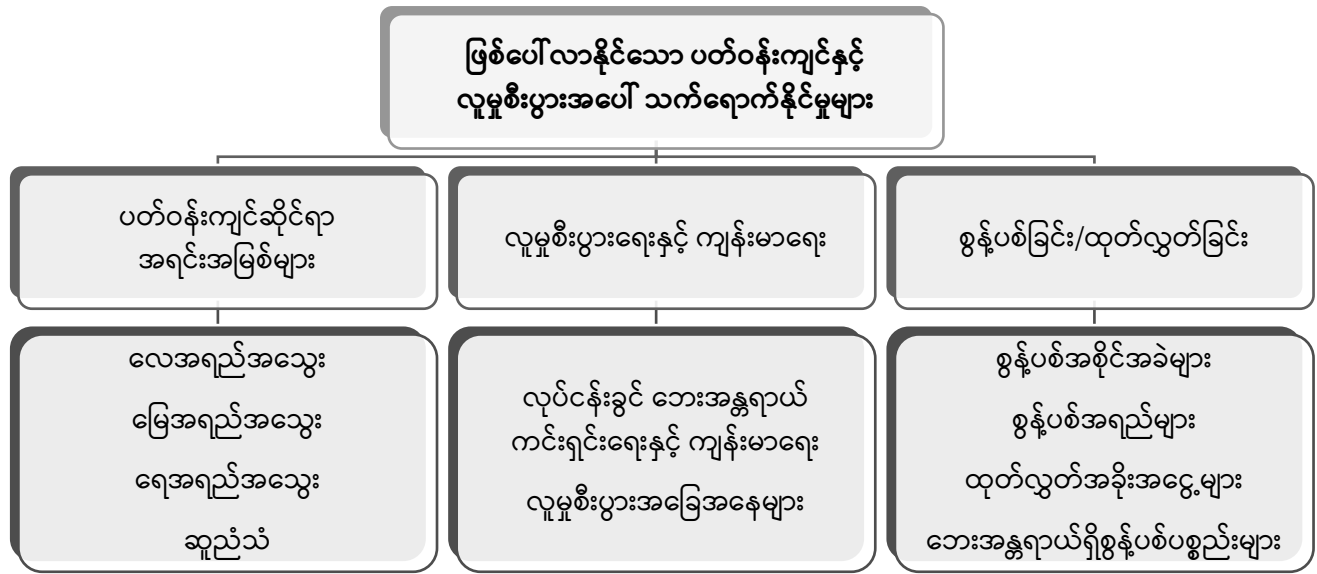 ဖြစ်ပေါ်လာနိုင်သော ပတ်ဝန်းကျင်နှင့်
လူမှုစီးပွားအပေါ် သက်ရောက်နိုင်မှုများ
ပတ်ဝန်းကျင်ဆိုင်ရာ
အရင်းအမြစ်များ
လူမှုစီးပွားရေးနှင့် ကျန်းမာရေး
စွန့်ပစ်ခြင်း/ထုတ်လွှတ်ခြင်း
လေအရည်အသွေး
မြေအရည်အသွေး
ရေအရည်အသွေး
ဆူညံသံ
လုပ်ငန်းခွင် ဘေးအန္တရာယ်
ကင်းရှင်းရေးနှင့် ကျန်းမာရေး
လူမှုစီးပွားအခြေအနေများ
စွန့်ပစ်အစိုင်အခဲများ
စွန့်ပစ်အရည်များ
ထုတ်လွှတ်အခိုးအငွေ့များ
ဘေးအန္တရာယ်ရှိစွန့်ပစ်ပစ္စည်းများ